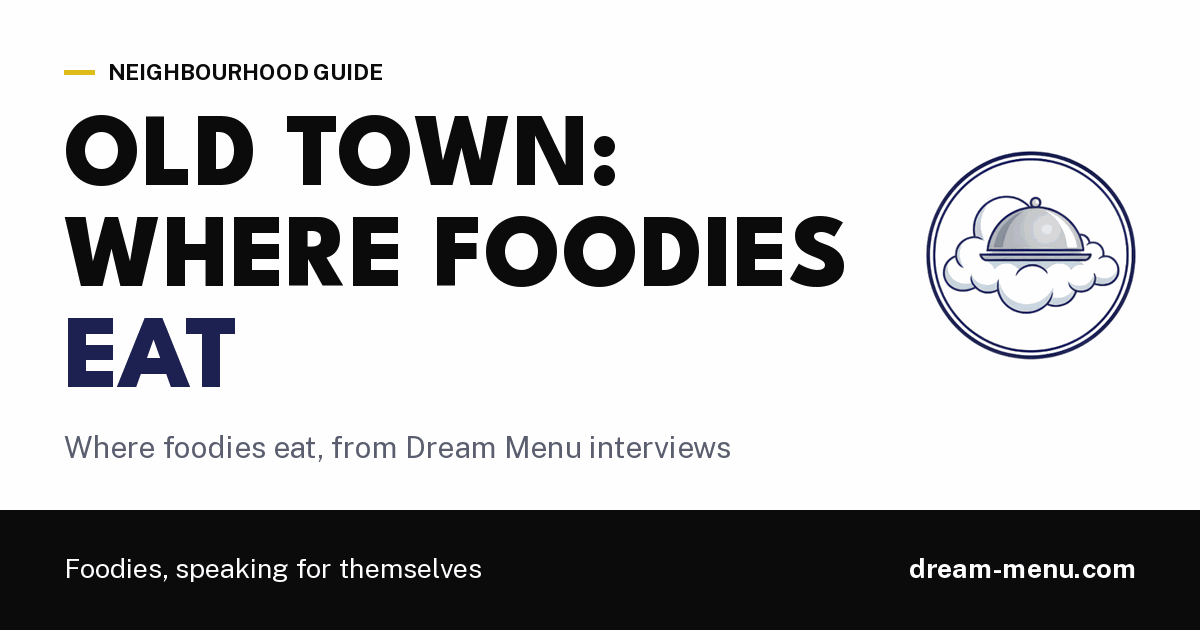 NEIGHBOURHOOD GUIDE
OLD TOWN:
WHERE FOODIES
EAT
Where foodies eat, from Dream Menu interviews
Foodies, speaking for themselves
dream-menu.com